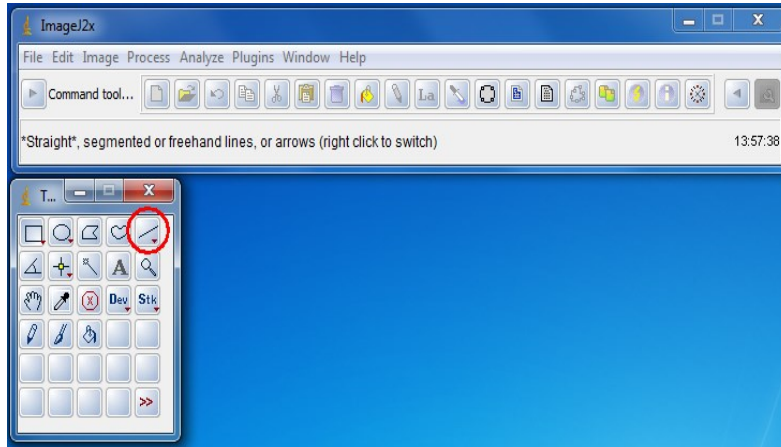 ImageJ2x
File Edit Image Process Analyze Plugins Window Help
Command tool... La
*Straight*, segmented or freehand lines, or arrows (right click to switch) 13:57:38
T...
A
Dev Stk
>>